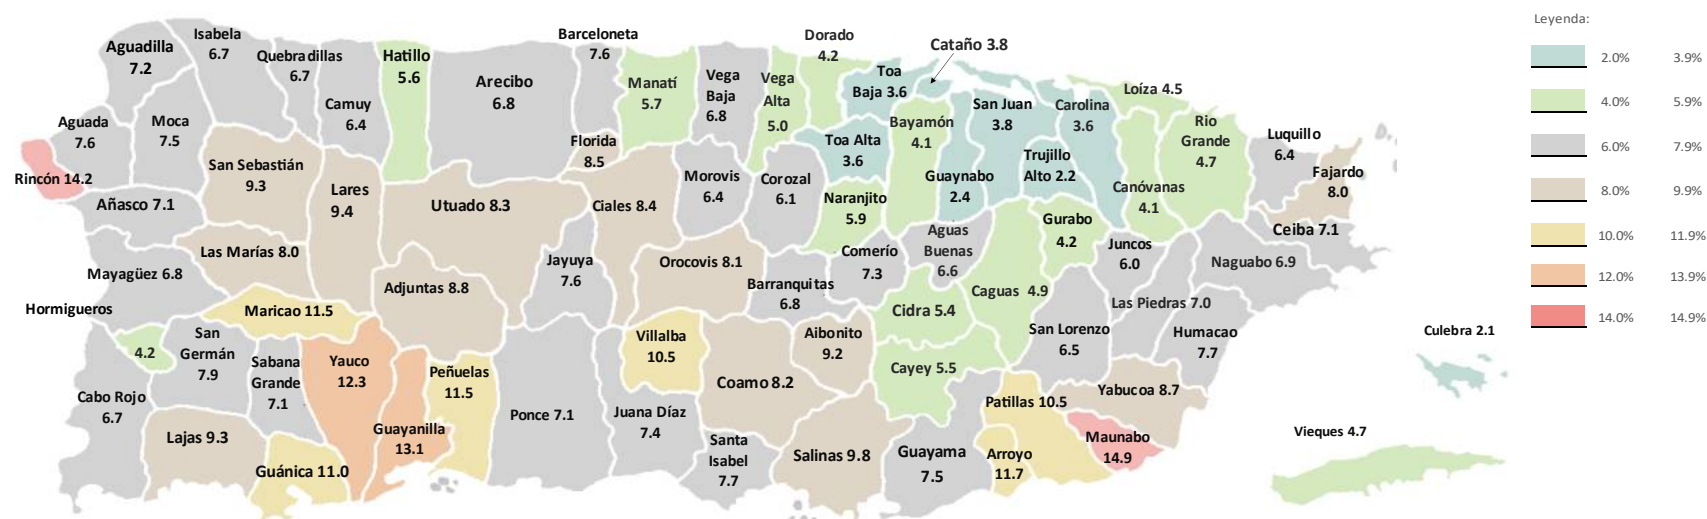 Leyenda:
2.0% 3.9%
4.0% 5.9%
6.0% 7.9%
8.0% 9.9%
10.0% 11.9%
12.0% 13.9%
14.0% 14.9%
Aguadilla
7.2
Isabela
6.7
Quebradillas
6.7
Camuy
6.4
Hatillo
5.6
Arecibo
6.8
Barceloneta
7.6
Manatí
5.7
Vega
Baja
6.8
Vega
Alta
5.0
Dorado
4.2
Toa
Baja 3.6
Cataño 3.8
San Juan
3.8
Carolina
3.6
Loíza 4.5
Rio
Grande
4.7
Luquillo
6.4
Fajardo
8.0
Aguada
7.6
Moca
7.5
Rincón 14.2
San Sebastián
9.3
Lares
9.4
Florida
8.5
Utuado 8.3
Ciales 8.4
Morovis
6.4
Corozal
6.1
Toa Alta
3.6
Naranjito
5.9
Bayamón
4.1
Guaynabo
2.4
Trujillo
Alto 2.2
Canóvanas
4.1
Ceiba 7.1
Añasco 7.1
Las Marías 8.0
Mayagüez 6.8
Adjuntas 8.8
Jayuya
7.6
Orocovis 8.1
Barranquitas
6.8
Comerío
7.3
Aguas
Buenas
6.6
Gurabo
4.2
Juncos
6.0
Naguabo 6.9
Hormigueros
4.2
Maricao 11.5
San
Germán
7.9
Sabana
Grande
7.1
Yauco
12.3
Guayanilla
13.1
Peñuelas
11.5
Villalba
10.5
Coamo 8.2
Aibonito
9.2
Cidra 5.4
Caguas 4.9
Cayey 5.5
San Lorenzo
6.5
Las Piedras 7.0
Humacao
7.7
Cabo Rojo
6.7
Lajas 9.3
Guánica 11.0
Ponce 7.1
Juana Díaz
7.4
Santa
Isabel
7.7
Salinas 9.8
Guayama
7.5
Patillas 10.5
Arroyo
11.7
Yabucoa 8.7
Maunabo
14.9
Culebra 2.1
Vieques 4.7